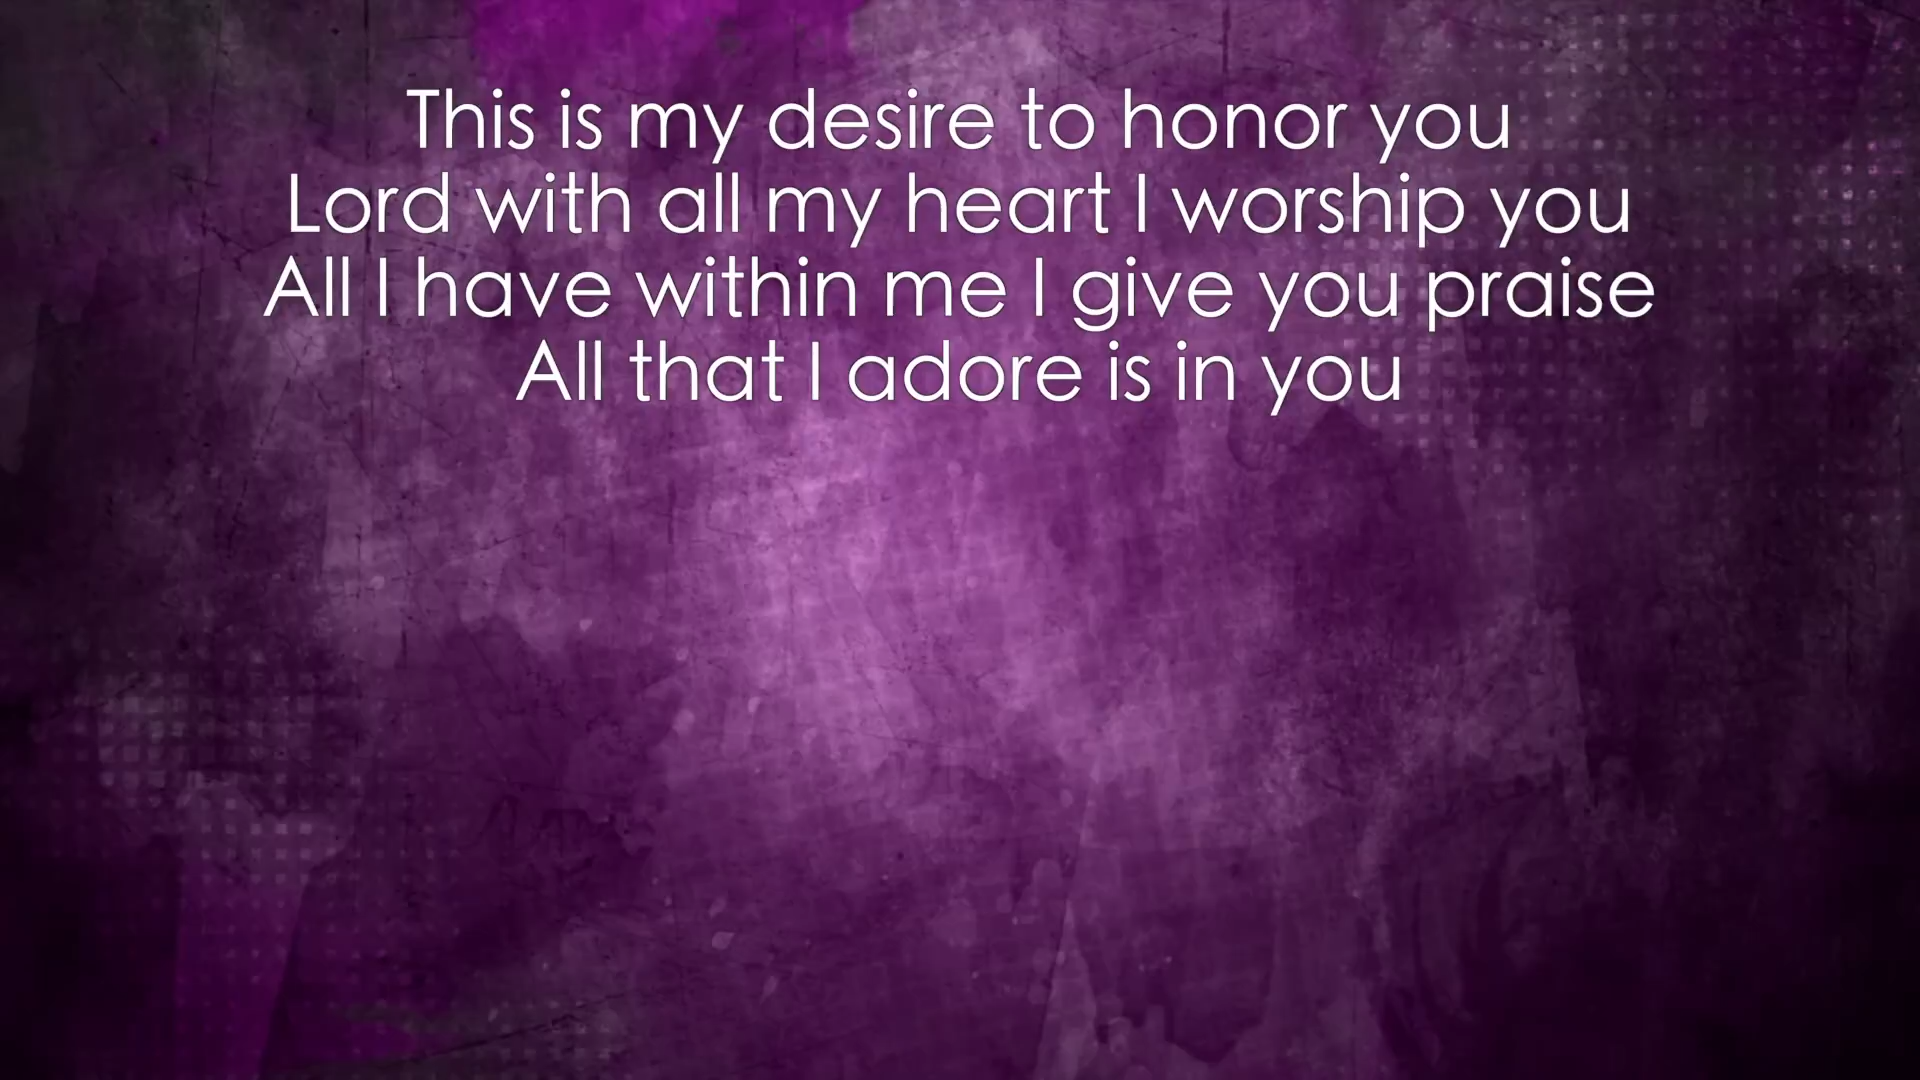 This is my desire to honor you
Lord with all my heart I worship you
All I have within me I give you praise
All that I adore is in you